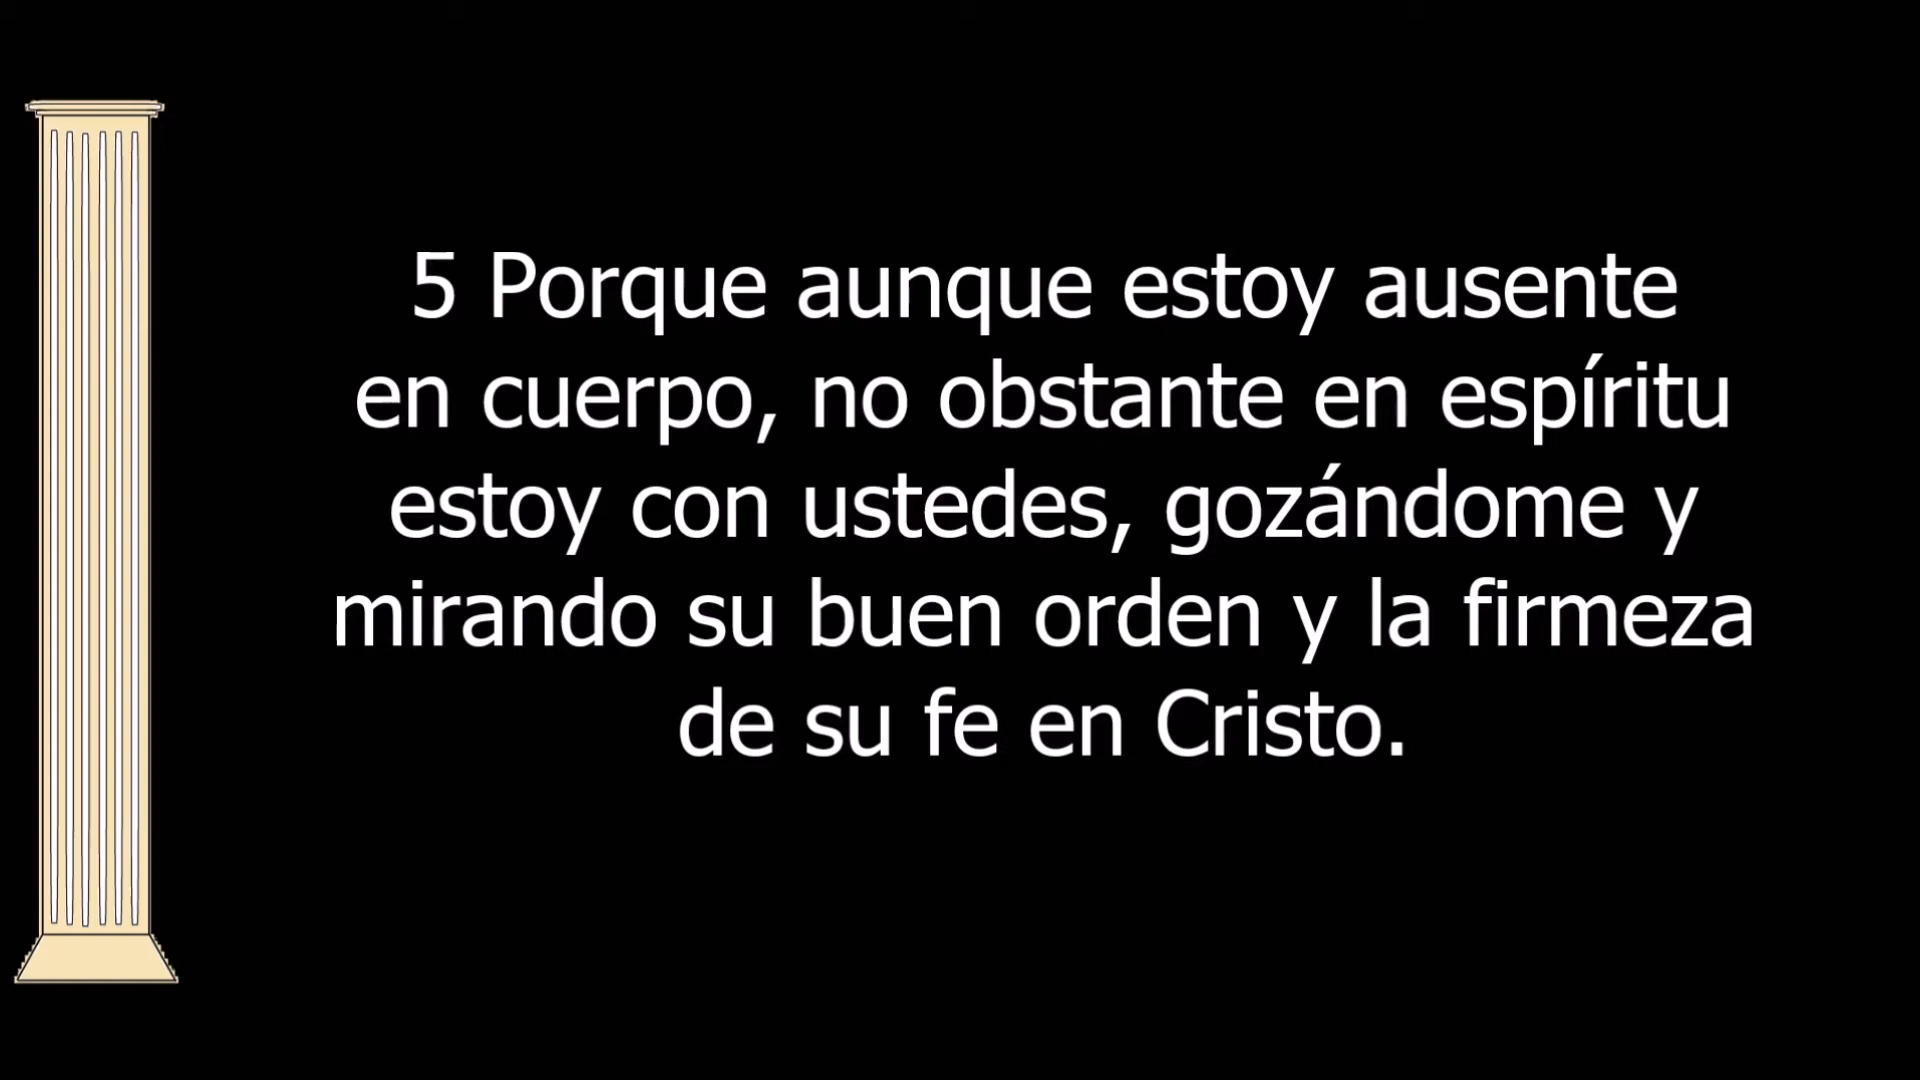 5 Porque aunque estoy ausente
en cuerpo, no obstante en espíritu
estoy con ustedes, gozándome y
mirando su buen orden y la firmeza
de su fe en Cristo.